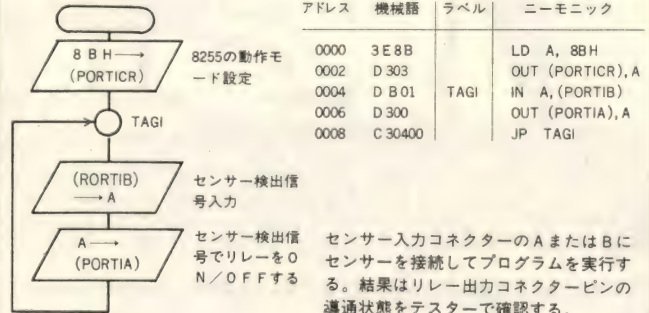 8BH→
(PORTICR)
8255の動作モ
ード設定
TAGI
(RORTIB)
→A
センサー検出信
号入力
A→
(PORTIA)
センサー検出信
号でリレーをO
N/OFFする
アドレス 機械語 ラベル ニーモニック
0000 3E8B LD A, 8BH
0002 D303 OUT (PORTICR),A
0004 DB01 TAGI IN A,(PORTIB)
0006 D300 OUT (PORTIA),A
0008 C30400 JP TAGI
センサー入力コネクターのAまたはBに
センサーを接続してプログラムを実行す
る。結果はリレー出力コネクターピンの
導通状態をテスターで確認する。